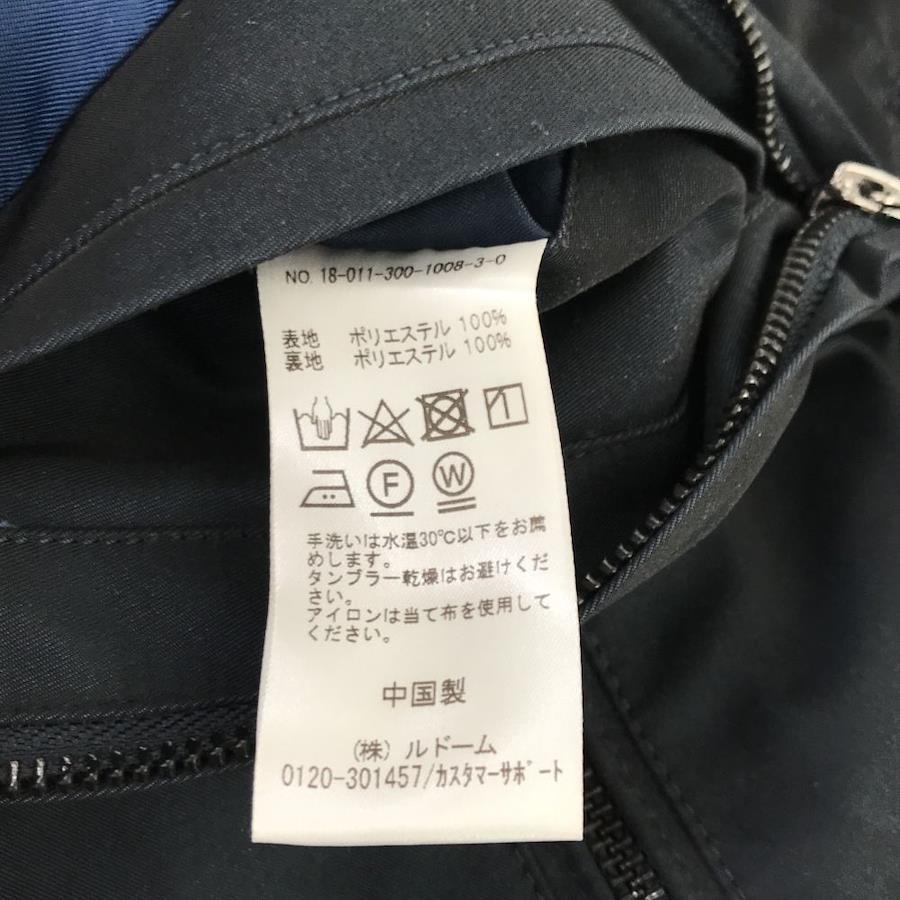 NO. 18-011-300-1008-3-0
表地 ポリエステル 100%
裏地 ポリエステル 100%
F W
手洗いは水温30℃以下をお薦
めします。
タンブラー乾燥はお避けくだ
さい。
アイロンは当て布を使用して
ください。
中国製
(株) ルドーム
0120-301457/ｶｽﾀﾏｰｻﾎﾟｰﾄ